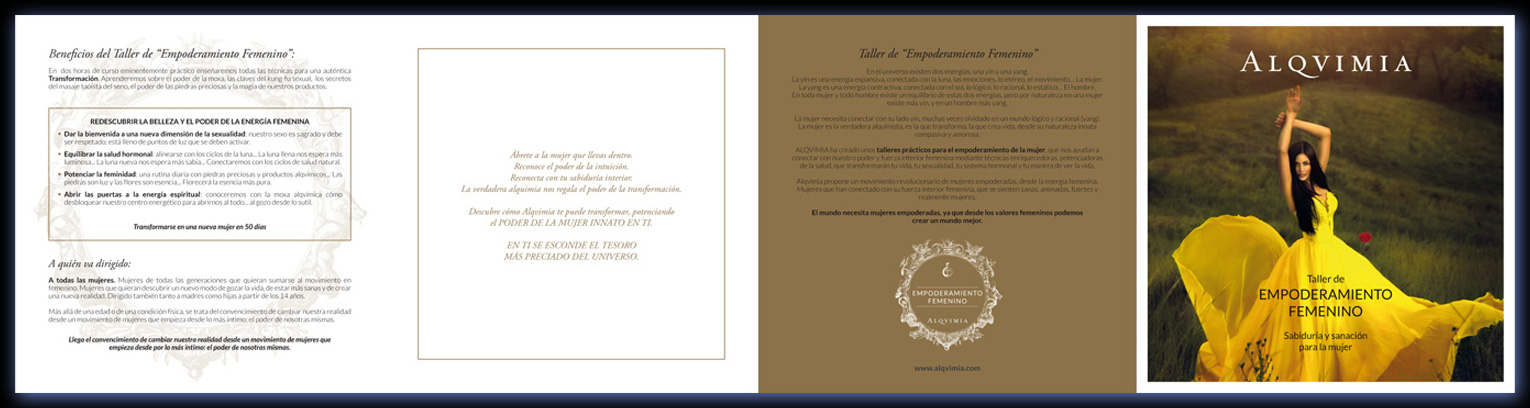 Beneficios del Taller de "Empoderamiento Femenino":
En dos horas de curso eminentemente práctico enseñaremos todas las técnicas para una auténtica
Transformación. Aprenderemos sobre el poder de la moxa, las claves del kung fu sexual, los secretos
del masaje taoísta del seno, el poder de las piedras preciosas y la magia de nuestros productos.
REDESCUBRIR LA BELLEZA Y EL PODER DE LA ENERGÍA FEMENINA
• Dar la bienvenida a una nueva dimensión de la sexualidad: nuestro sexo es sagrado y debe
ser respetado; está lleno de puntos de luz que se deben activar.
• Equilibrar la salud hormonal: alinearse con los ciclos de la luna... La luna llena nos espera más
luminosa... La luna nueva nos espera más sabia... Conectaremos con los ciclos de salud natural.
• Potenciar la feminidad: una rutina diaria con piedras preciosas y productos alquímicos... Las
piedras son luz y las flores son esencia... Florecerá la esencia más pura.
• Abrir las puertas a la energía espiritual: conoceremos con la moxa alquímica cómo
desbloquear nuestro centro energético para abrirnos al todo... al gozo desde lo sutil.
Transformarse en una nueva mujer en 50 días
A quién va dirigido:
A todas las mujeres. Mujeres de todas las generaciones que quieran sumarse al movimiento en
femenino. Mujeres que quieran descubrir un nuevo modo de gozar la vida, de estar más sanas y de crear
una nueva realidad. Dirigido también tanto a madres como hijas a partir de los 14 años.
Más allá de una edad o de una condición física, se trata del convencimiento de cambiar nuestra realidad
desde un movimiento de mujeres que empieza desde lo más íntimo: el poder de nosotras mismas.
Llega el convencimiento de cambiar nuestra realidad desde un movimiento de mujeres que
empieza desde por lo más íntimo: el poder de nosotras mismas.
Ábrete a la mujer que llevas dentro.
Reconoce el poder de la intuición.
Reconecta con tu sabiduría interior.
La verdadera alquimia nos regala el poder de la transformación.
Descubre cómo Alqvimia te puede transformar, potenciando
el PODER DE LA MUJER INNATO EN TI.
EN TI SE ESCONDE EL TESORO
MÁS PRECIADO DEL UNIVERSO.
Taller de "Empoderamiento Femenino"
En el universo existen dos energías, una yin y una yang.
La yin es una energía expansiva, conectada con la luna, las emociones, lo etéreo, el movimiento... La mujer.
La yang es una energía contractiva, conectada con el sol, lo lógico, lo racional, lo estático... El hombre.
En toda mujer y todo hombre existe un equilibrio de estas dos energías, pero por naturaleza en una mujer
existe más yin, y en un hombre más yang.
La mujer necesita conectar con su lado yin, muchas veces olvidado en un mundo lógico y racional (yang).
La mujer es la verdadera alquimista, es la que transforma, la que crea vida, desde su naturaleza innata
compasiva y amorosa.
ALQVIMIA ha creado unos talleres prácticos para el empoderamiento de la mujer, que nos ayudan a
conectar con nuestro poder y fuerza interior femenina mediante técnicas enriquecedoras, potenciadoras
de la salud, que transformarán tu vida, tu sexualidad, tu sistema hormonal y tu manera de ver la vida.
Alqvimia propone un movimiento revolucionario de mujeres empoderadas, desde la energía femenina.
Mujeres que han conectado con su fuerza interior femenina, que se sienten sanas, animadas, fuertes y
realmente mujeres.
El mundo necesita mujeres empoderadas, ya que desde los valores femeninos podemos
crear un mundo mejor.
EMPODERAMIENTO
FEMENINO
ALQVIMIA
www.alqvimia.com
ALQVIMIA
Taller de
EMPODERAMIENTO
FEMENINO
Sabiduría y sanación
para la mujer